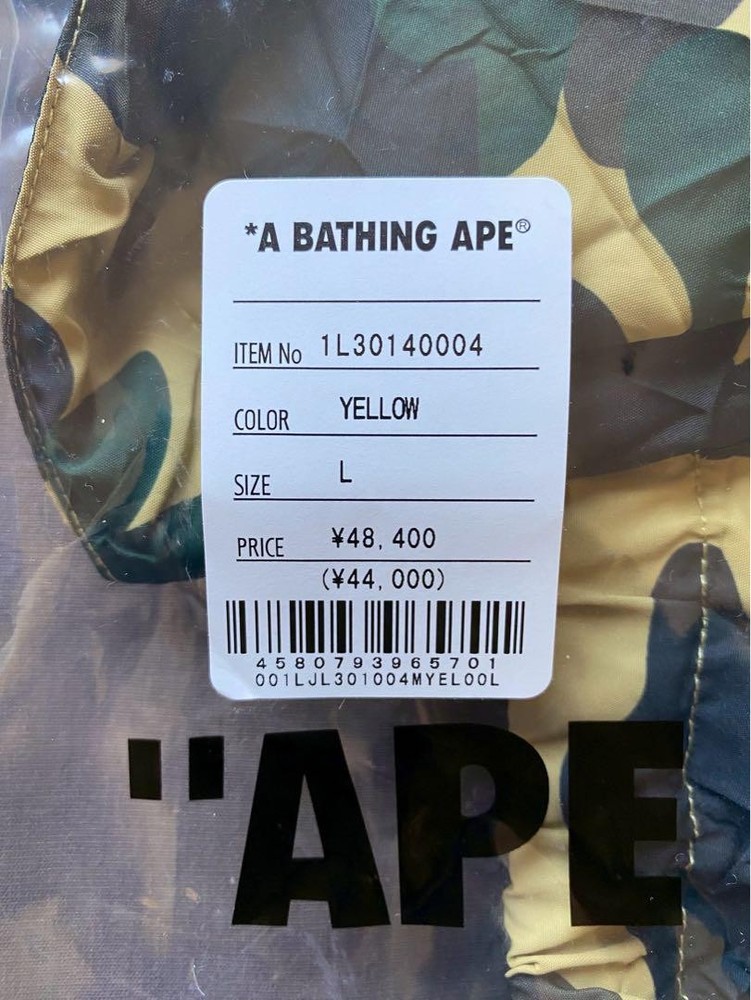 *A BATHING APE®
ITEM No 1L30140004
COLOR YELLOW
SIZE L
PRICE ¥48,400
(¥44,000)
4580793965701
001LJL301004MYEL00L
"APE